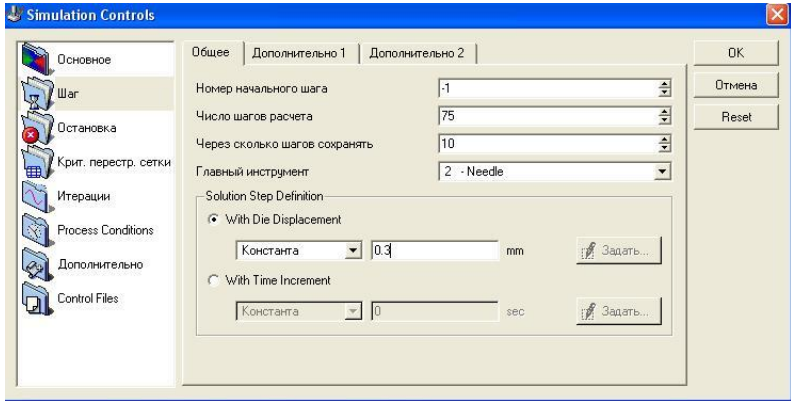 Simulation Controls
Основное
Шаг
Остановка
Крит. перестр. сетки
Итерации
Process Conditions
Дополнительно
Control Files
Общее Дополнительно 1 Дополнительно 2
Номер начального шага -1
Число шагов расчета 75
Через сколько шагов сохранять 10
Главный инструмент 2 - Needle
Solution Step Definition
With Die Displacement
Константа 0.3 mm Задать...
With Time Increment
Константа 0 sec Задать...
OK
Отмена
Reset